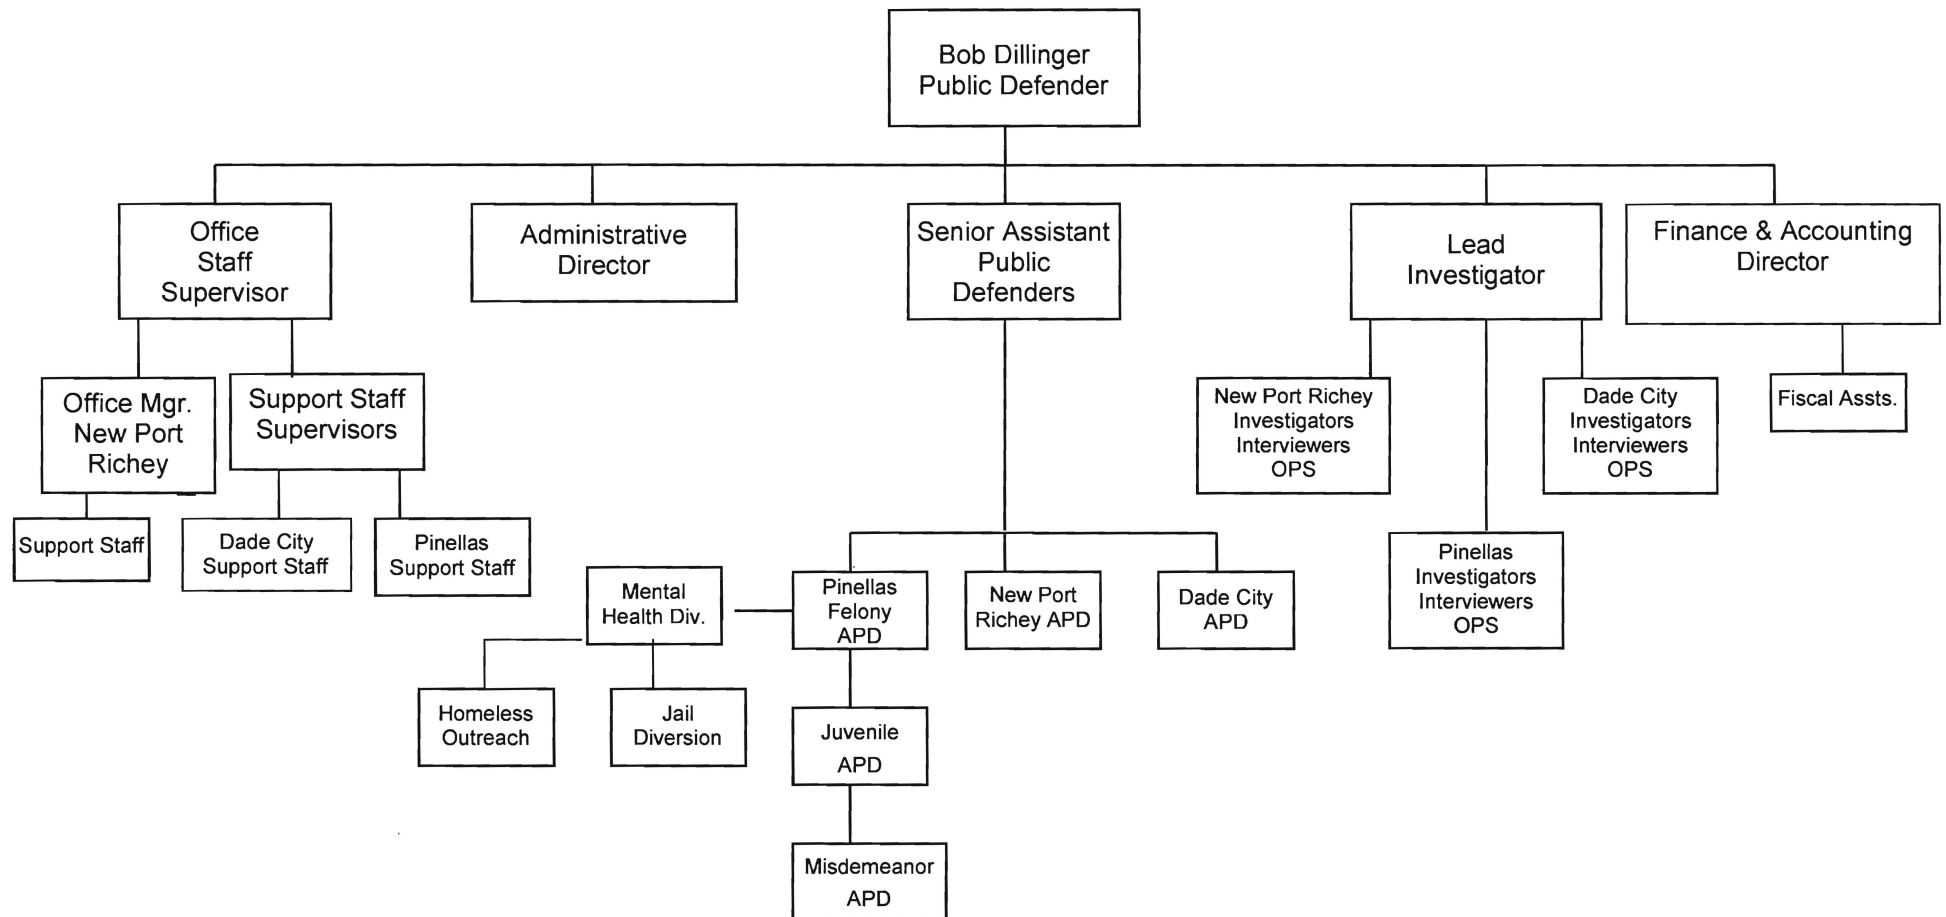 Bob Dillinger
Public Defender
Office
Staff
Supervisor
Administrative
Director
Senior Assistant
Public
Defenders
Lead
Investigator
Finance & Accounting
Director
Office Mgr.
New Port
Richey
Support Staff
Supervisors
New Port Richey
Investigators
Interviewers
OPS
Dade City
Investigators
Interviewers
OPS
Fiscal Assts.
Support Staff
Dade City
Support Staff
Pinellas
Support Staff
Pinellas
Investigators
Interviewers
OPS
Mental
Health Div.
Pinellas
Felony
APD
New Port
Richey APD
Dade City
APD
Homeless
Outreach
Jail
Diversion
Juvenile
APD
Misdemeanor
APD